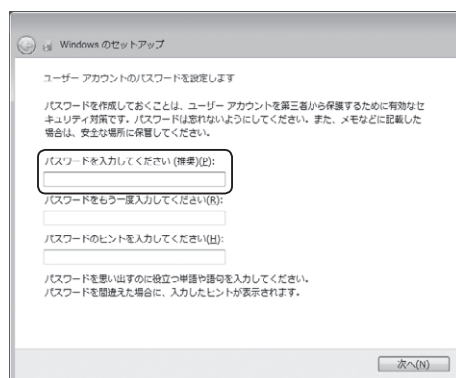 Windows のセットアップ
ユーザー アカウントのパスワードを設定します
パスワードを作成しておくことは、ユーザー アカウントを第三者から保護するために有効なセ
キュリティ対策です。パスワードは忘れないようにしてください。また、メモなどに記載した
場合は、安全な場所に保管してください。
パスワードを入力してください (推奨)(P):
パスワードをもう一度入力してください(R):
パスワードのヒントを入力してください(H):
パスワードを思い出すのに役立つ単語や語句を入力してください。
パスワードを間違えた場合に、入力したヒントが表示されます。
次へ(N)